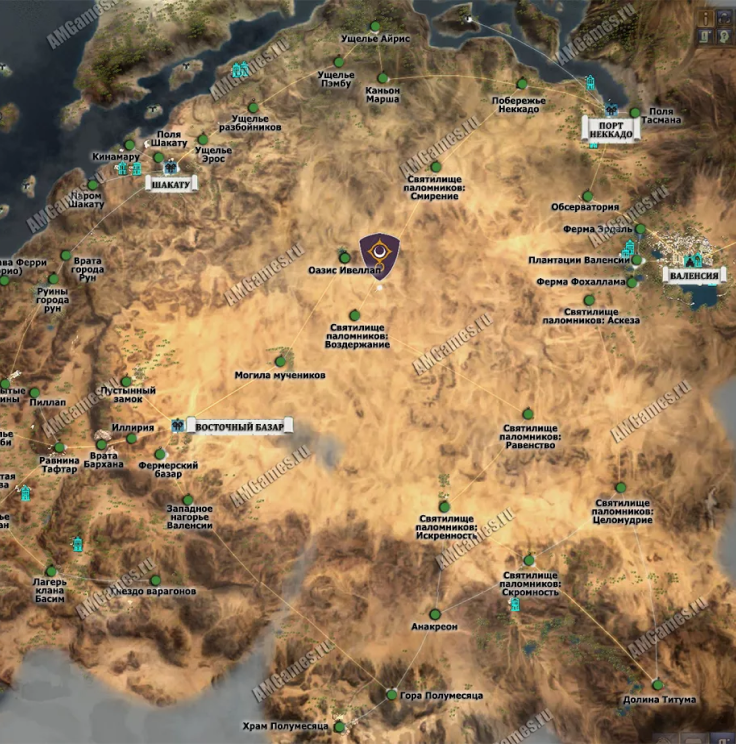 AMGames.ru
Ущелье Айрис
Ущелье
Пэмбу
Каньон
Марша
Побережье
Неккадо
Ущелье
разбойников
ПОРТ
НЕККАДО
Поля
Тасмана
Поля
Шакату
Кинамару
Ущелье
Эрос
ШАКАТУ
Шакату
Святилище
паломников:
Смирение
Обсерватория
Ферма Эрдаль
Плантации Валенсии
ВАЛЕНСИЯ
Ферма Фохаллама
Святилище
паломников: Аскеза
Врата
города
Рун
Руины
города
рун
Оазис Ивеллап
Святилище
паломников:
Воздержание
Могила мучеников
Пустынный
замок
Пиллап
Иллирия
ВОСТОЧНЫЙ БАЗАР
Равнина
Тафтар
Врата
Бархана
Фермерский
базар
Святилище
паломников:
Равенство
Западное
нагорье
Валенсии
Святилище
паломников:
Искренность
Святилище
паломников:
Целомудрие
Лагерь
клана
Басим
Гнездо варагонов
Святилище
паломников:
Скромность
Анакреон
Гора Полумесяца
Долина Титума
Храм Полумесяца